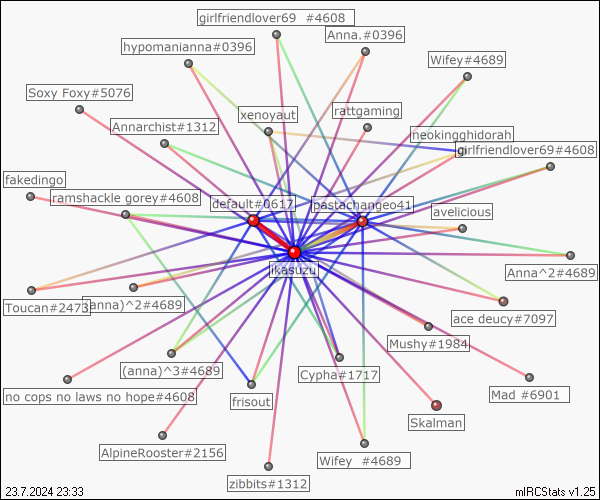 girlfriendlover69 #4608
Anna.#0396
hypomanianna#0396
Wifey#4689
Soxy Foxy#5076
xenoyaut
rattgaming
Annarchist#1312
neokingghidorah
girlfriendlover69#4608
fakedingo
ramshackle gorey#4608
default#0617
pastachangeo41
avelicious
ikasuzu
Anna^2#4689
Toucan#2473
(anna)^2#4689
ace deucy#7097
Mushy#1984
(anna)^3#4689
Cypha#1717
no cops no laws no hope#4608
frisout
Mad #6901
Skalman
AlpineRooster#2156
Wifey #4689
zibbits#1312
23.7.2024 23:33
mIRCStats v1.25